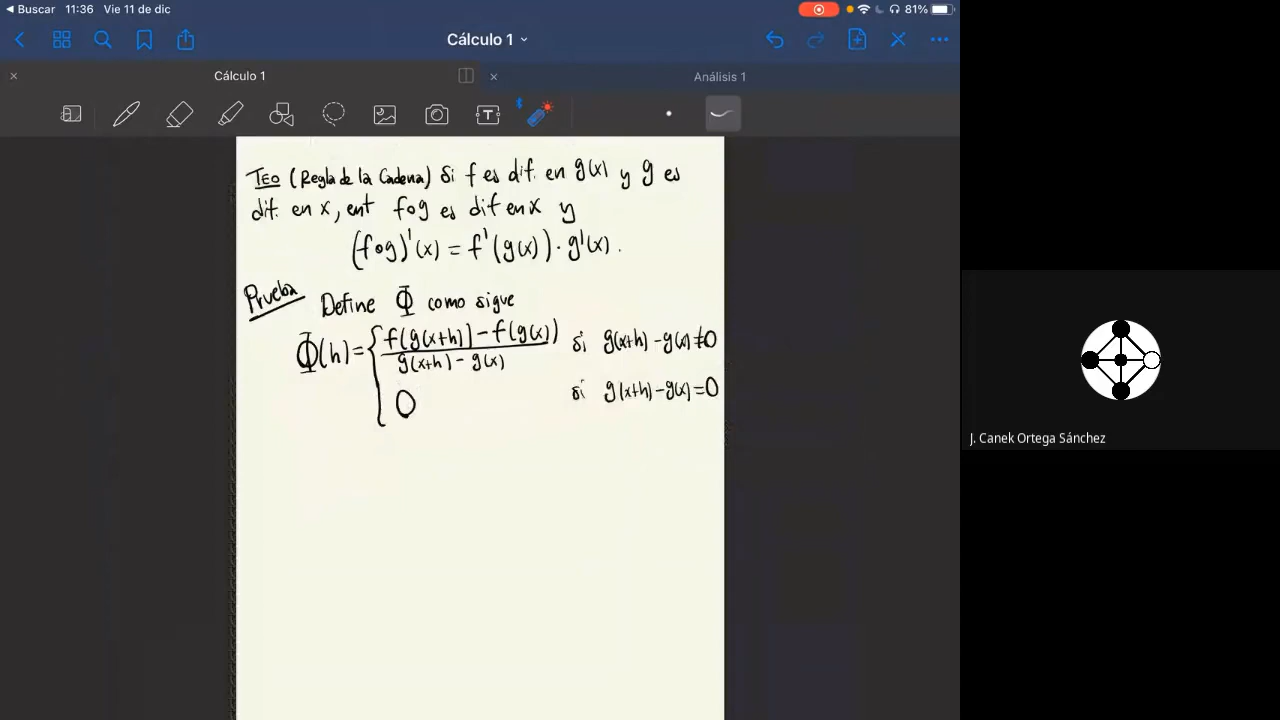 Buscar 11:36 Vie 11 de dic 81%
Cálculo 1
Cálculo 1 Análisis 1
TEO (Regla de la Cadena) Si f es dif. en g(x) y g es
dif. en x, ent f∘g es dif en x y
(f∘g)'(x) = f'(g(x)) · g'(x).
Prueba Define Φ como sigue
Φ(h) = { f(g(x+h)) - f(g(x)) / g(x+h) - g(x) si g(x+h) - g(x) ≠ 0
0 si g(x+h) - g(x) = 0
J. Canek Ortega Sánchez